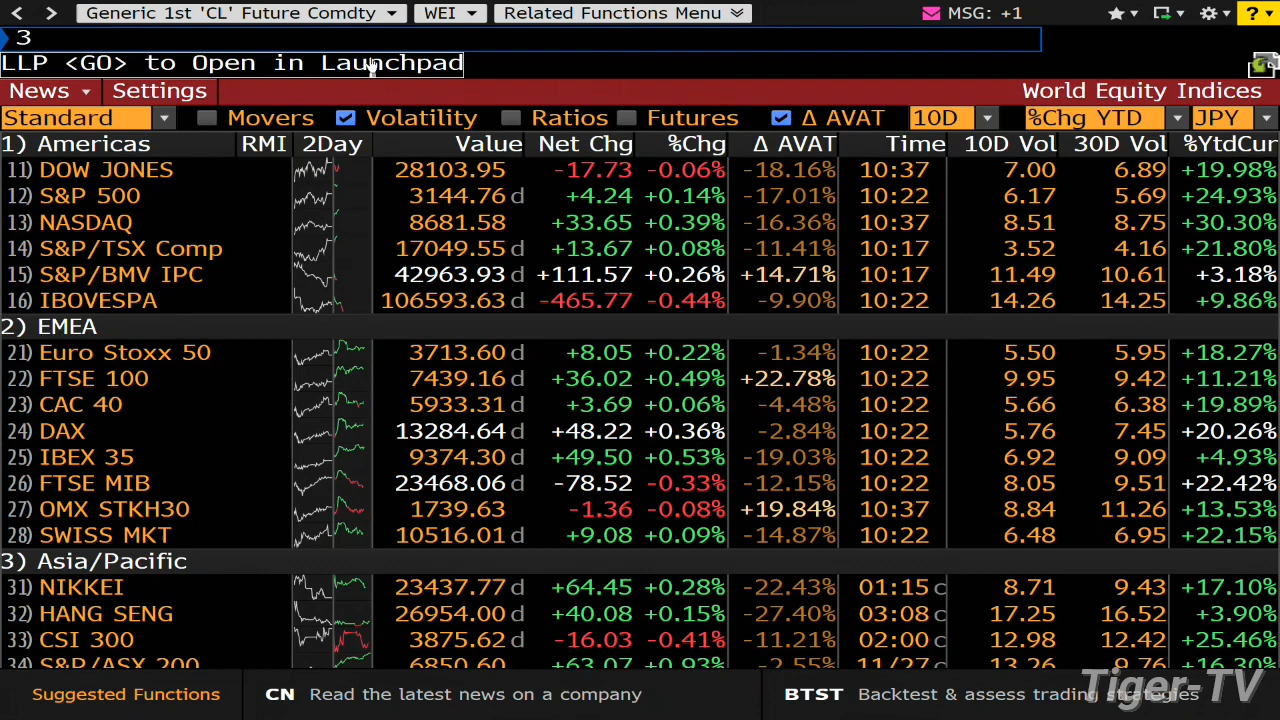 Generic 1st 'CL' Future Comdty WEI Related Functions Menu MSG: +1 ?
3
LLP <GO> to Open in Launchpad
News Settings World Equity Indices
Standard Movers Volatility Ratios Futures Δ AVAT 10D %Chg YTD JPY
1) Americas RMI 2Day Value Net Chg %Chg Δ AVAT Time 10D Vol 30D Vol %YtdCur
11) DOW JONES 28103.95 -17.73 -0.06% -18.16% 10:37 7.00 6.89 +19.98%
12) S&P 500 3144.76 d +4.24 +0.14% -17.01% 10:22 6.17 5.69 +24.93%
13) NASDAQ 8681.58 +33.65 +0.39% -16.36% 10:22 8.51 8.75 +30.30%
14) S&P/TSX Comp 17049.55 d +13.67 +0.08% -11.41% 10:17 3.52 4.16 +21.80%
15) S&P/BMV IPC 42963.93 d +111.57 +0.26% +14.71% 10:17 11.49 10.61 +3.18%
16) IBOVESPA 106593.63 d -465.77 -0.44% -9.90% 10:22 14.26 14.25 +9.86%
2) EMEA
21) Euro Stoxx 50 3713.60 d +8.05 +0.22% -1.34% 10:22 5.50 5.95 +18.27%
22) FTSE 100 7439.16 d +36.02 +0.49% +22.78% 10:22 9.95 9.42 +11.21%
23) CAC 40 5933.31 d +3.69 +0.06% -4.48% 10:22 5.66 6.38 +19.89%
24) DAX 13284.64 d +48.22 +0.36% -2.84% 10:22 5.76 7.45 +20.26%
25) IBEX 35 9374.30 d +49.50 +0.53% -19.03% 10:22 6.92 9.09 +4.93%
26) FTSE MIB 23468.06 d -78.52 -0.33% -12.15% 10:22 8.05 9.51 +22.42%
27) OMX STKH30 1739.63 -1.36 -0.08% +19.84% 10:37 8.84 11.26 +13.53%
28) SWISS MKT 10516.01 d +9.08 +0.09% -14.87% 10:22 6.48 6.95 +22.15%
3) Asia/Pacific
31) NIKKEI 23437.77 d +64.45 +0.28% -22.43% 01:15 c 8.71 9.43 +17.10%
32) HANG SENG 26954.00 d +40.08 +0.15% -27.40% 03:08 c 17.25 16.52 +3.90%
33) CSI 300 3875.62 d -16.03 -0.41% -11.21% 02:00 c 12.98 12.42 +25.46%
34) S&P/ASX 200 6850.60 d +63.07 +0.93% -2.55% 11/27 c 13.26 9.76 +16.30%
Suggested Functions CN Read the latest news on a company BTST Backtest & assess trading strategies
Tiger-TV